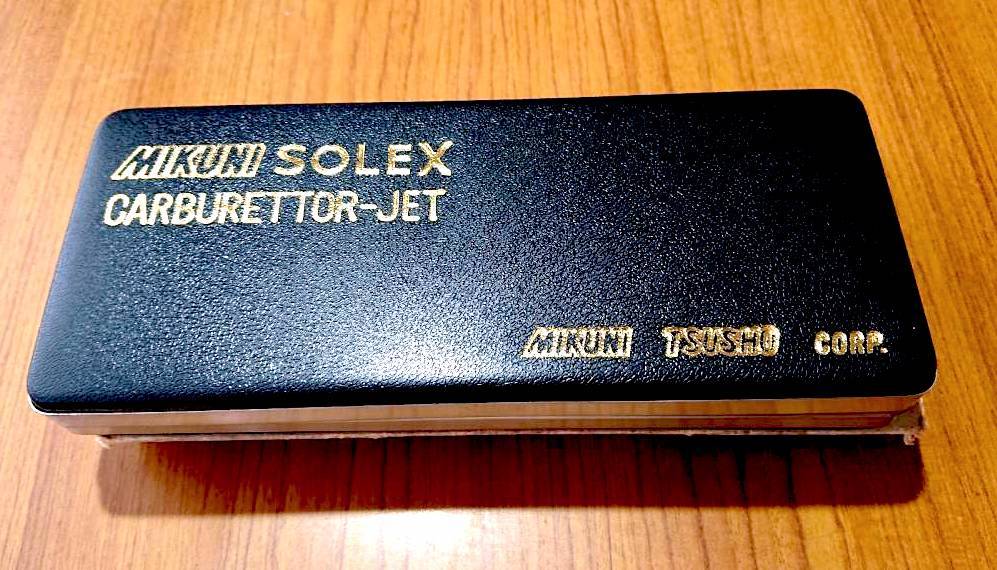 MIKUNI SOLEX
CARBURETTOR-JET
MIKUNI TSUSHO CORP.